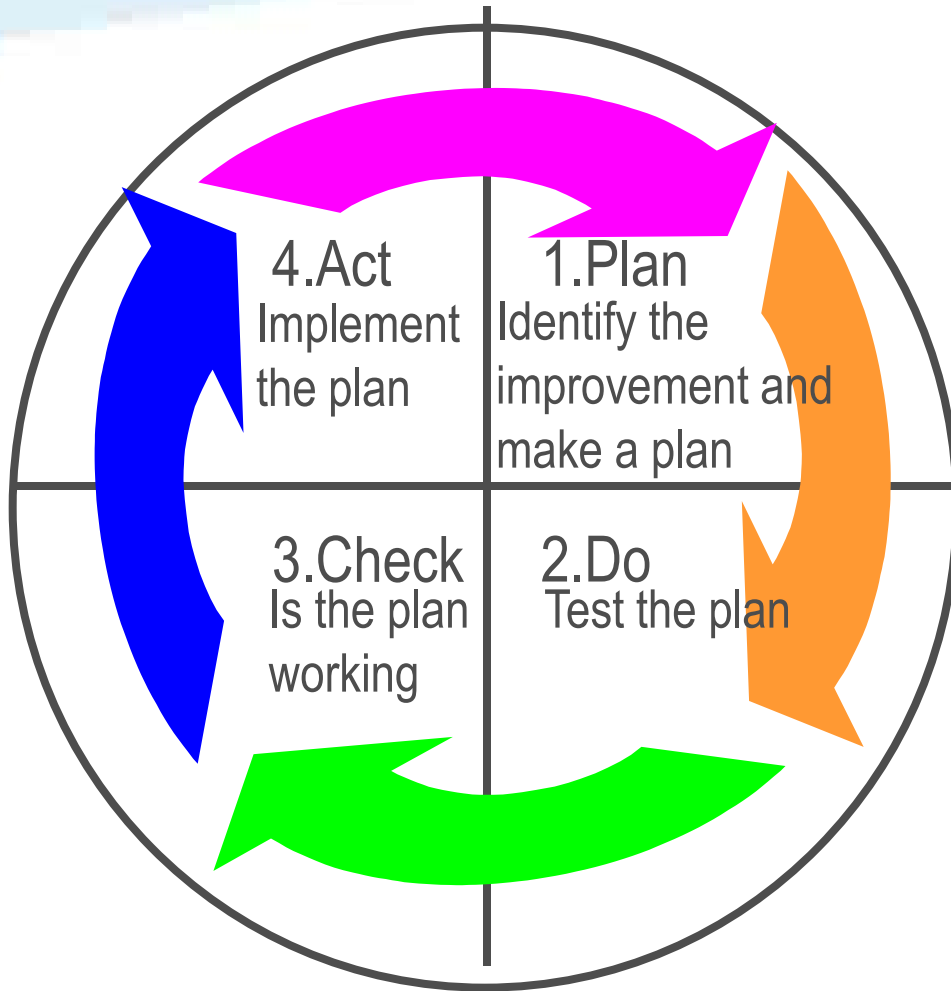 4.Act
Implement
the plan
1.Plan
Identify the
improvement and
make a plan
3.Check
Is the plan
working
2.Do
Test the plan